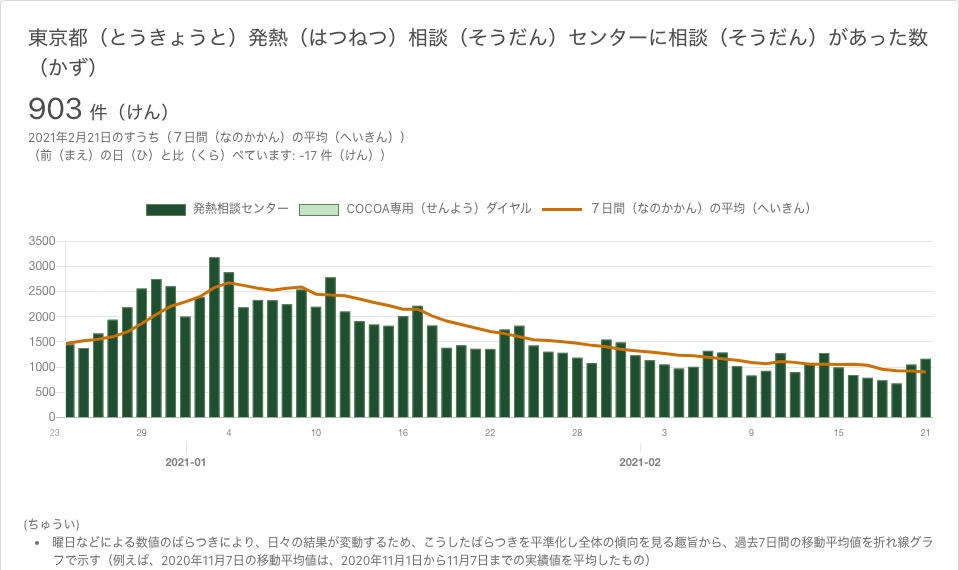 東京都（とうきょうと）発熱（はつねつ）相談（そうだん）センターに相談（そうだん）があった数
（かず）
903 件（けん）
2021年2月21日のすうち（７日間（なのかかん）の平均（へいきん））
（前（まえ）の日（ひ）と比（くら）べています: -17 件（けん））
発熱相談センター COCOA専用（せんよう）ダイヤル ７日間（なのかかん）の平均（へいきん）
3500
3000
2500
2000
1500
1000
500
0
23 29 4 10 16 22 28 3 9 15 21
2021-01 2021-02
(ちゅうい)
• 曜日などによる数値のばらつきにより、日々の結果が変動するため、こうしたばらつきを平準化し全体の傾向を見る趣旨から、過去7日間の移動平均値を折れ線グラ
フで示す（例えば、2020年11月7日の移動平均値は、2020年11月1日から11月7日までの実績値を平均したもの）